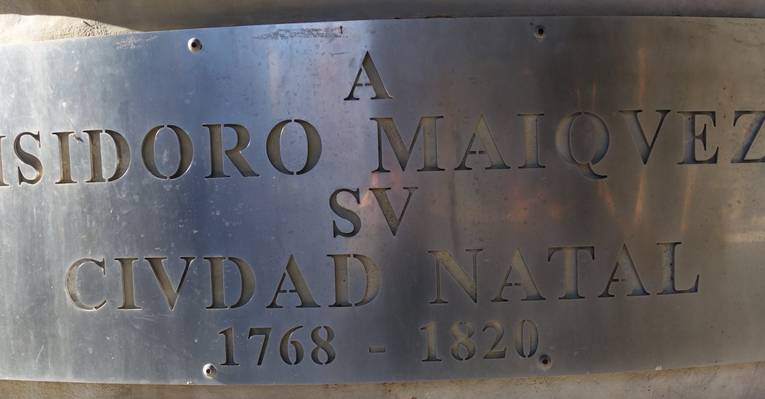 A
ISIDORO MAIQVEZ
SV
CIVDAD NATAL
1768 - 1820